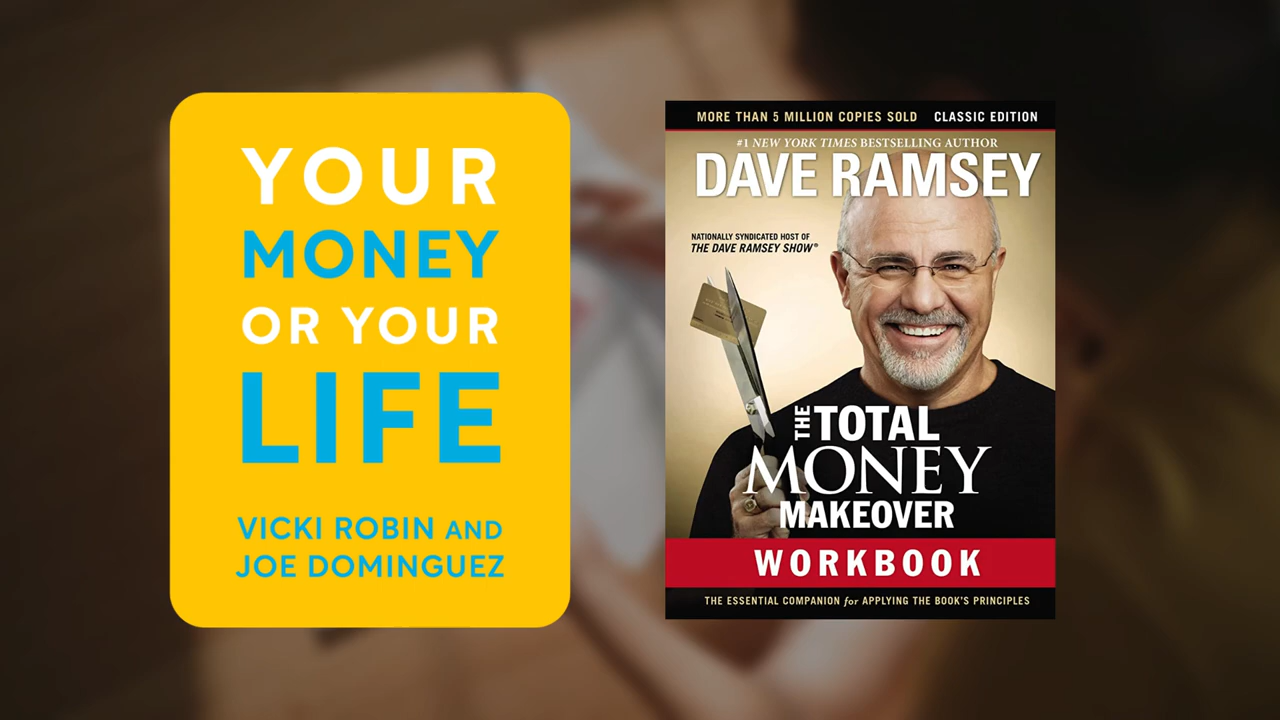 YOUR
MONEY
OR YOUR
LIFE
VICKI ROBIN AND
JOE DOMINGUEZ
MORE THAN 5 MILLION COPIES SOLD CLASSIC EDITION
#1 NEW YORK TIMES BESTSELLING AUTHOR
DAVE RAMSEY
NATIONALLY SYNDICATED HOST OF
THE DAVE RAMSEY SHOW®
THE TOTAL
MONEY
MAKEOVER
WORKBOOK
THE ESSENTIAL COMPANION for APPLYING THE BOOK'S PRINCIPLES